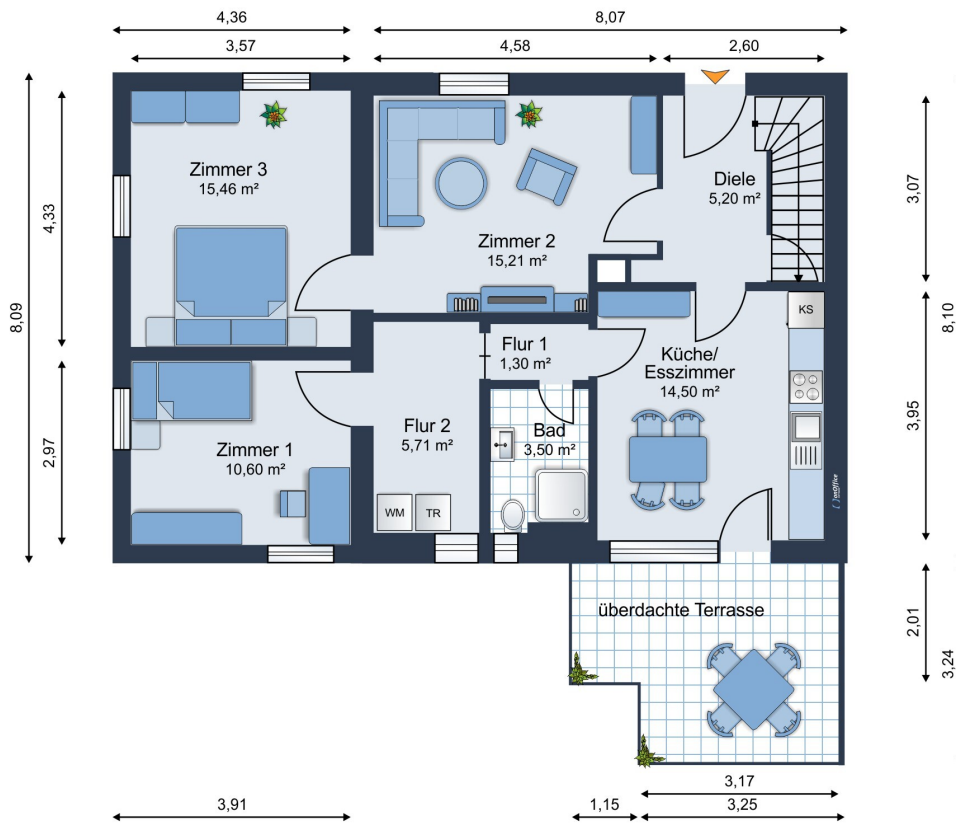 4,36
8,07
3,57
4,58
2,60
Zimmer 3
15,46 m²
Diele
5,20 m²
3,07
4,33
Zimmer 2
15,21 m²
8,09
8,10
KS
Flur 1
1,30 m²
Küche/
Esszimmer
14,50 m²
3,95
Flur 2
5,71 m²
Bad
3,50 m²
Zimmer 1
10,60 m²
2,97
WM
TR
onOffice
überdachte Terrasse
2,01
3,24
3,17
3,91
1,15
3,25